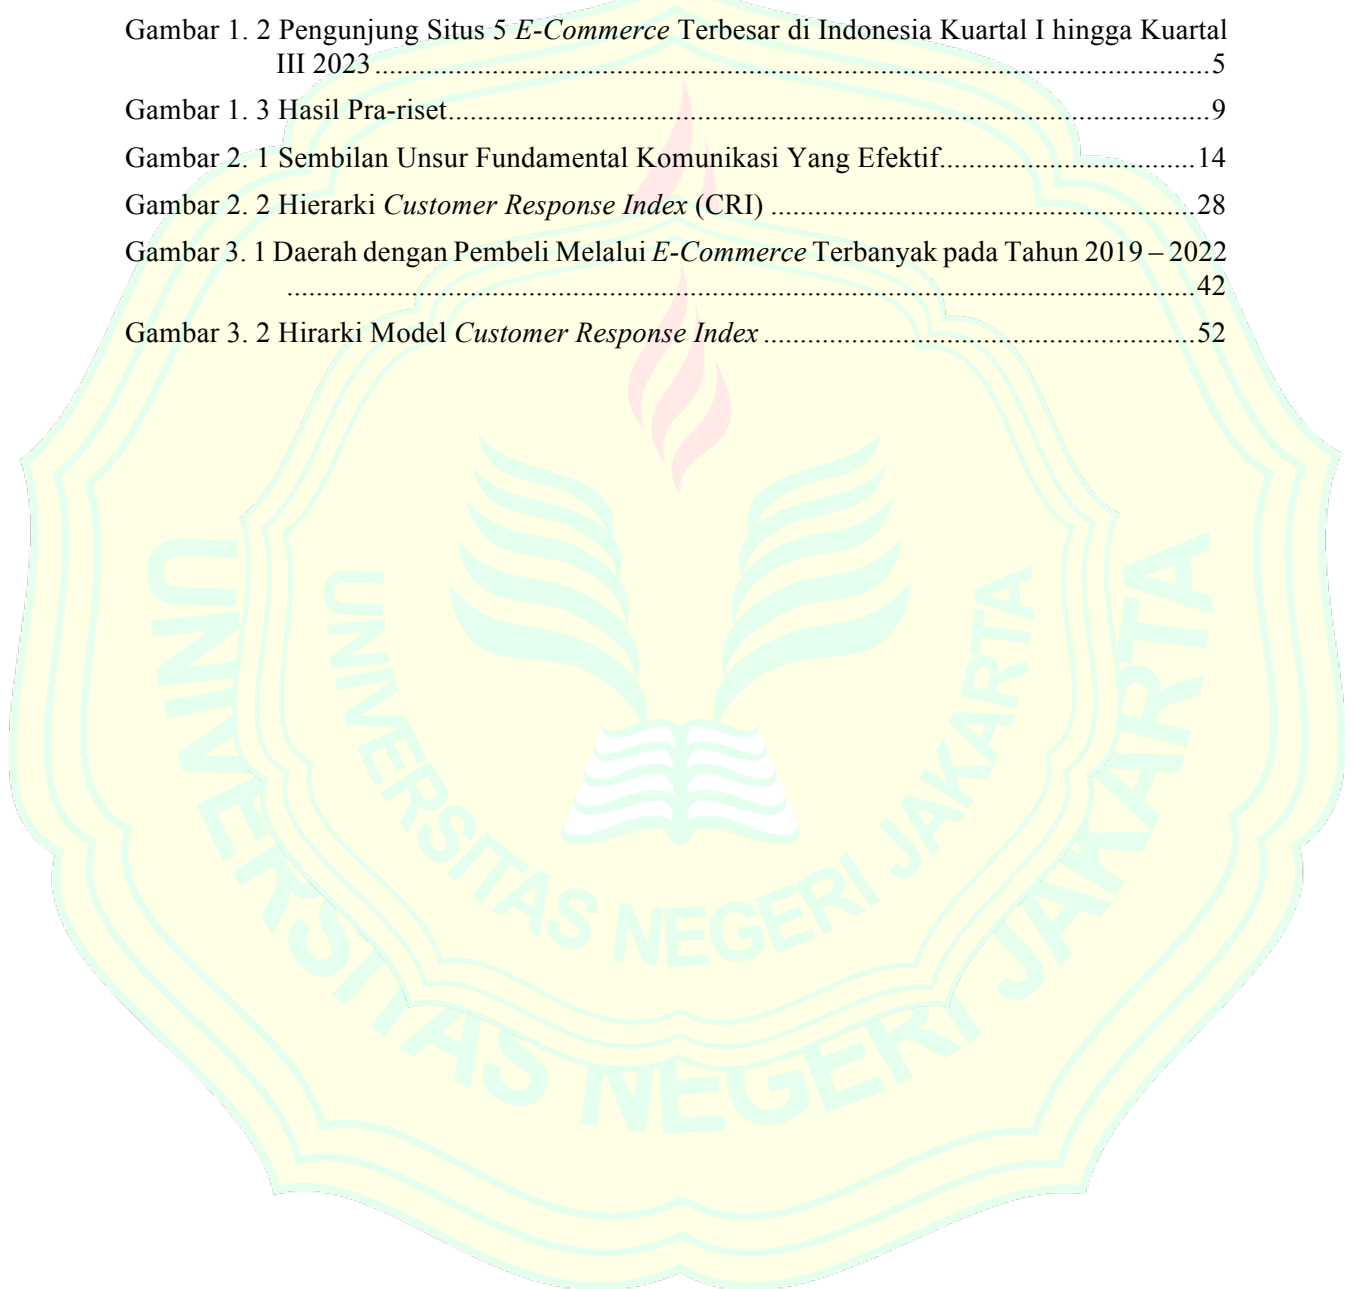 Gambar 1. 2 Pengunjung Situs 5 E-Commerce Terbesar di Indonesia Kuartal I hingga Kuartal
III 2023........................................................................................................................5
Gambar 1. 3 Hasil Pra-riset.............................................................................................................9
Gambar 2. 1 Sembilan Unsur Fundamental Komunikasi Yang Efektif.....................................14
Gambar 2. 2 Hierarki Customer Response Index (CRI) .............................................................28
Gambar 3. 1 Daerah dengan Pembeli Melalui E-Commerce Terbanyak pada Tahun 2019 – 2022
..................................................................................................................................42
Gambar 3. 2 Hirarki Model Customer Response Index ..............................................................52
UNIVERSITAS NEGERI JAKARTA
UNIVERSITAS NEGERI JAKARTA